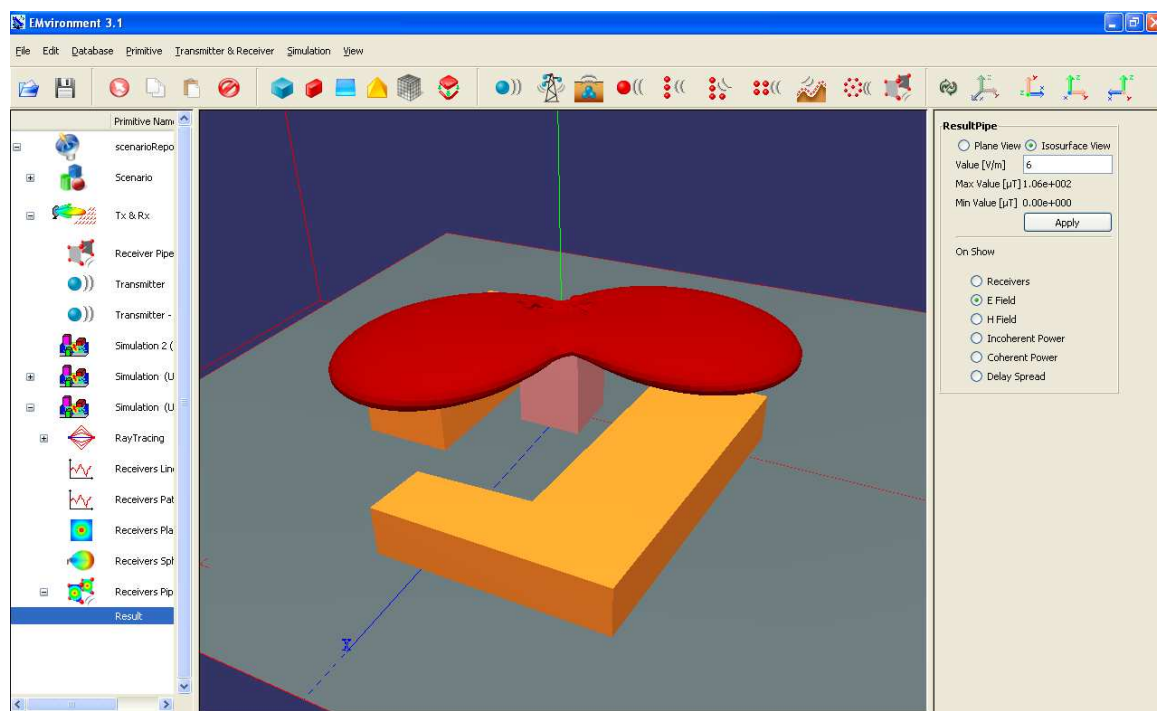 EMvironment 3.1
File Edit Database Primitive Transmitter & Receiver Simulation View
Primitive Nam
scenarioRepo
Scenario
Tx & Rx
Receiver Pipe
Transmitter
Transmitter -
Simulation 2 (
Simulation (U
Simulation (U
RayTracing
Receivers Line
Receivers Pat
Receivers Pla
Receivers Sph
Receivers Pip
Result
X
ResultPipe
Plane View Isosurface View
Value [V/m] 6
Max Value [µT] 1.06e+002
Min Value [µT] 0.00e+000
Apply
On Show
Receivers
E Field
H Field
Incoherent Power
Coherent Power
Delay Spread